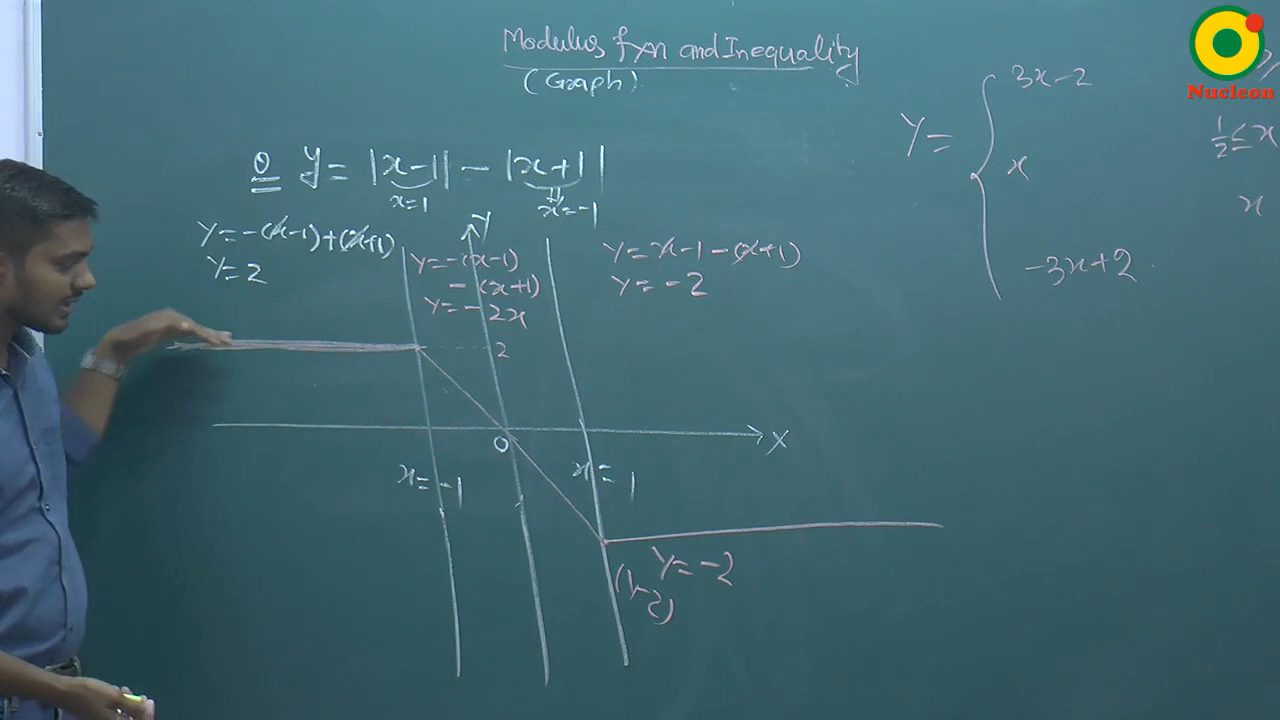 Modulus fxn and Inequality
(Graph)
Nucleon
Y = { 3x-2
x 1/2 ≤ x
-3x+2 x
Q Y = |x-1| - |x+1|
x=1 x=-1
Y=-(x-1)+(x+1)
Y=2
Y=-(x-1)
-(x+1)
Y=-2x
Y
Y=x-1-(x+1)
Y=-2
2
O
X
x=-1
x=1
Y=-2
(1,-2)